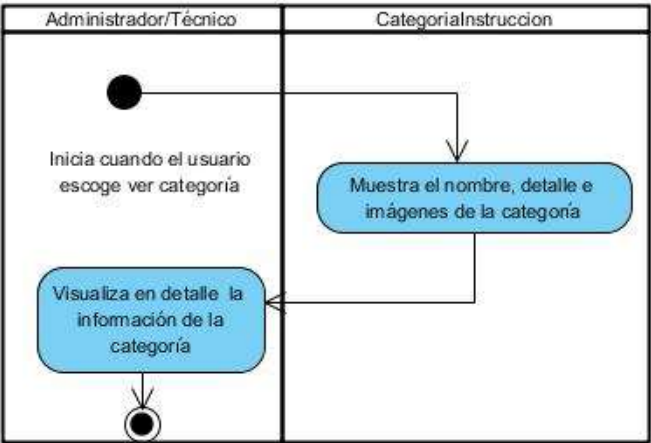 Administrador/Técnico
CategoriaInstruccion
Inicia cuando el usuario
escoge ver categoría
Muestra el nombre, detalle e
imágenes de la categoría
Visualiza en detalle la
información de la
categoría